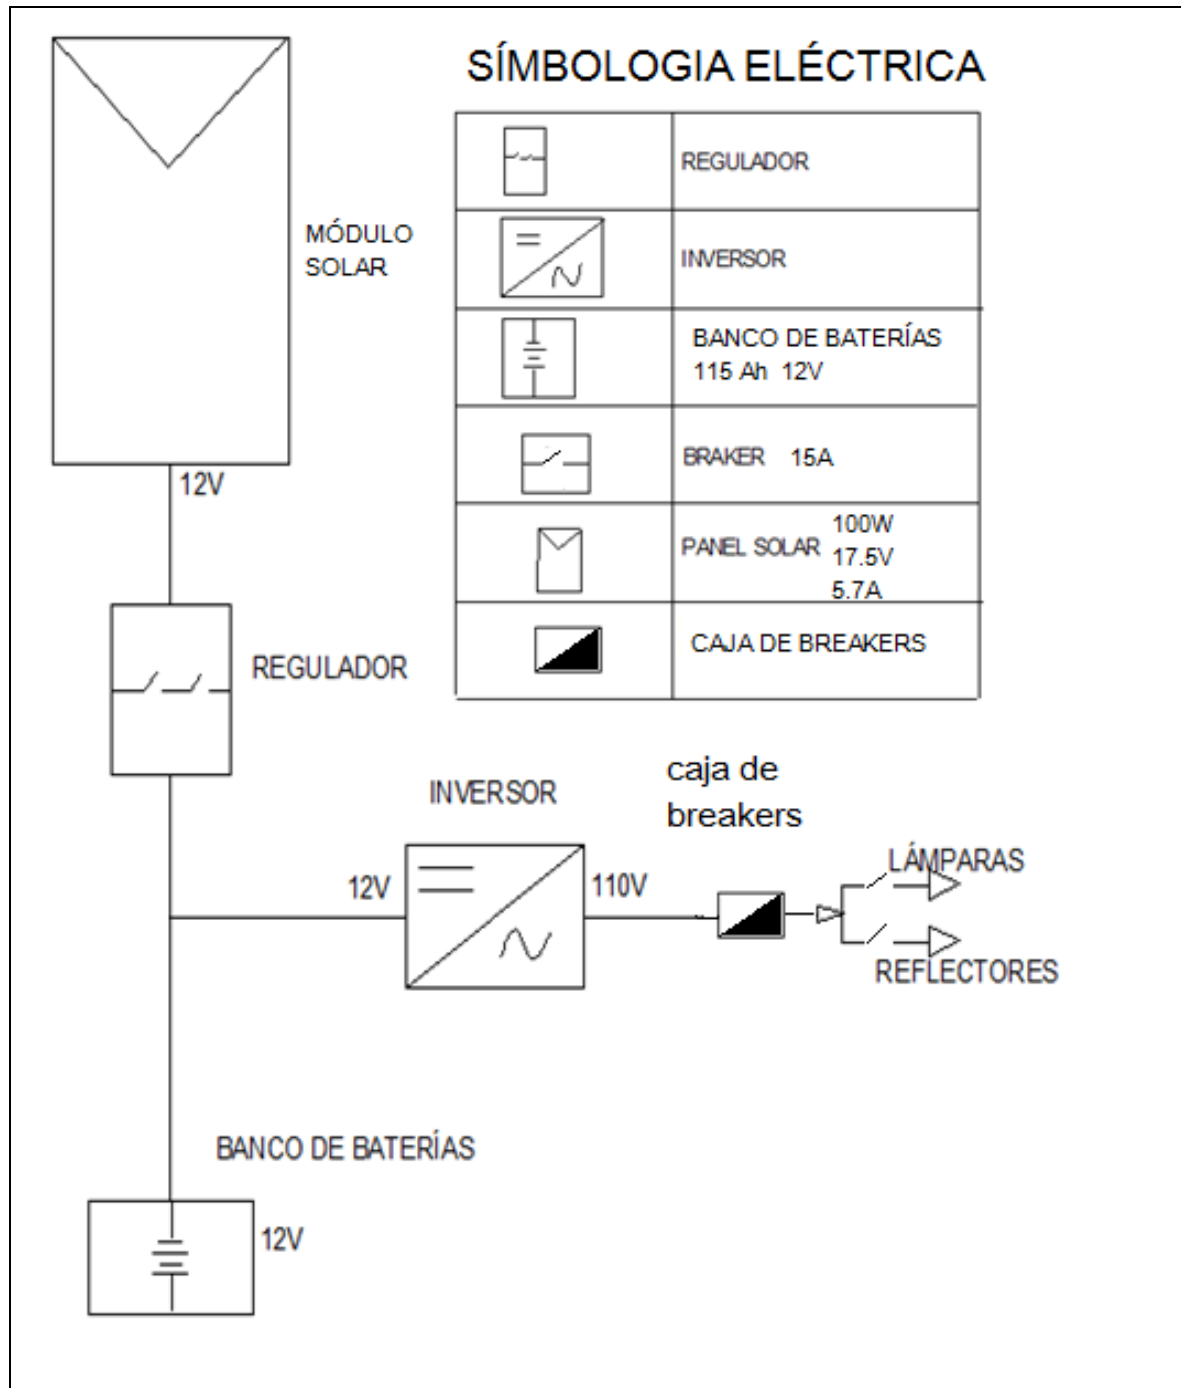 SÍMBOLOGIA ELÉCTRICA
REGULADOR
INVERSOR
BANCO DE BATERÍAS
115 Ah 12V
BRAKER 15A
PANEL SOLAR
100W
17.5V
5.7A
CAJA DE BREAKERS
MÓDULO
SOLAR
12V
REGULADOR
INVERSOR
caja de
breakers
12V
110V
LÁMPARAS
REFLECTORES
BANCO DE BATERÍAS
12V